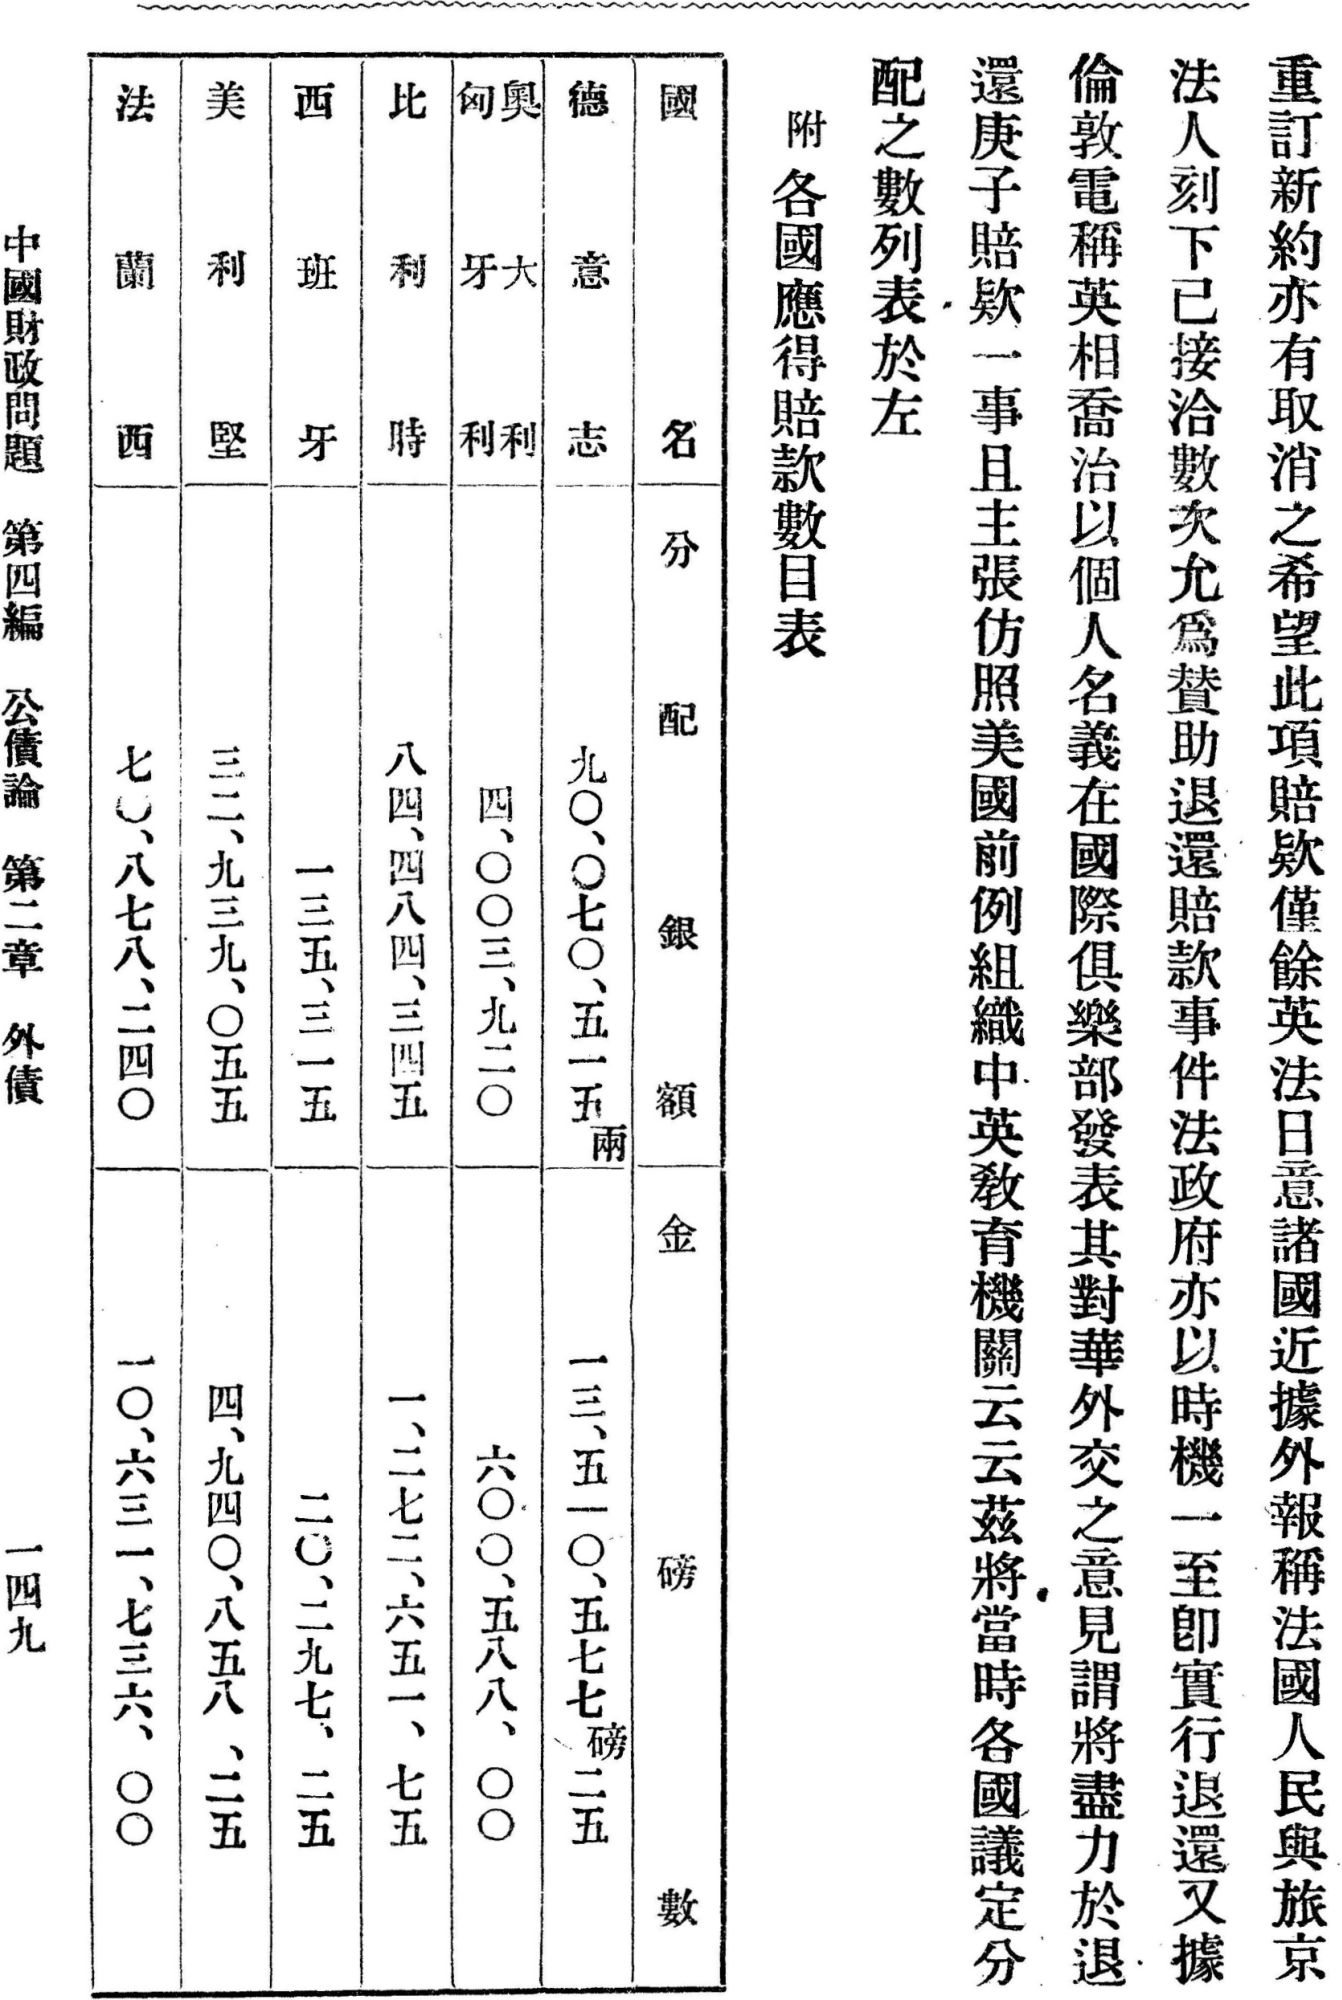 重訂新約亦有取消之希望此項賠欵僅餘英法日意諸國近據外報稱法國人民與旅京
法人刻下已接洽數次允爲賛助退還賠款事件法政府亦以時機一至卽實行退還又據
倫敦電稱英相喬治以個人名義在國際俱樂部發表其對華外交之意見謂將盡力於退
還庚子賠欵一事且主張仿照美國前例組織中英敎育機關云云茲將當時各國議定分
配之數列表於左
附 各國應得賠款數目表
國名 分配銀額 金磅數
德意志 九〇、〇七〇、五一五兩 一三、五一〇、五七七磅二五
奧大利匈牙利 四、〇〇三、九二〇 六〇〇、五八八、〇〇
比利時 八四、四八四、三四五 一、二七二、六五一、七五
西班牙 一三五、三一五 二〇、二九七、二五
美利堅 三二、九三九、〇五五 四、九四〇、八五八、二五
法蘭西 七〇、八七八、二四〇 一〇、六三一、七三六、〇〇
中國財政問題 第四編 公債論 第二章 外債 一四九